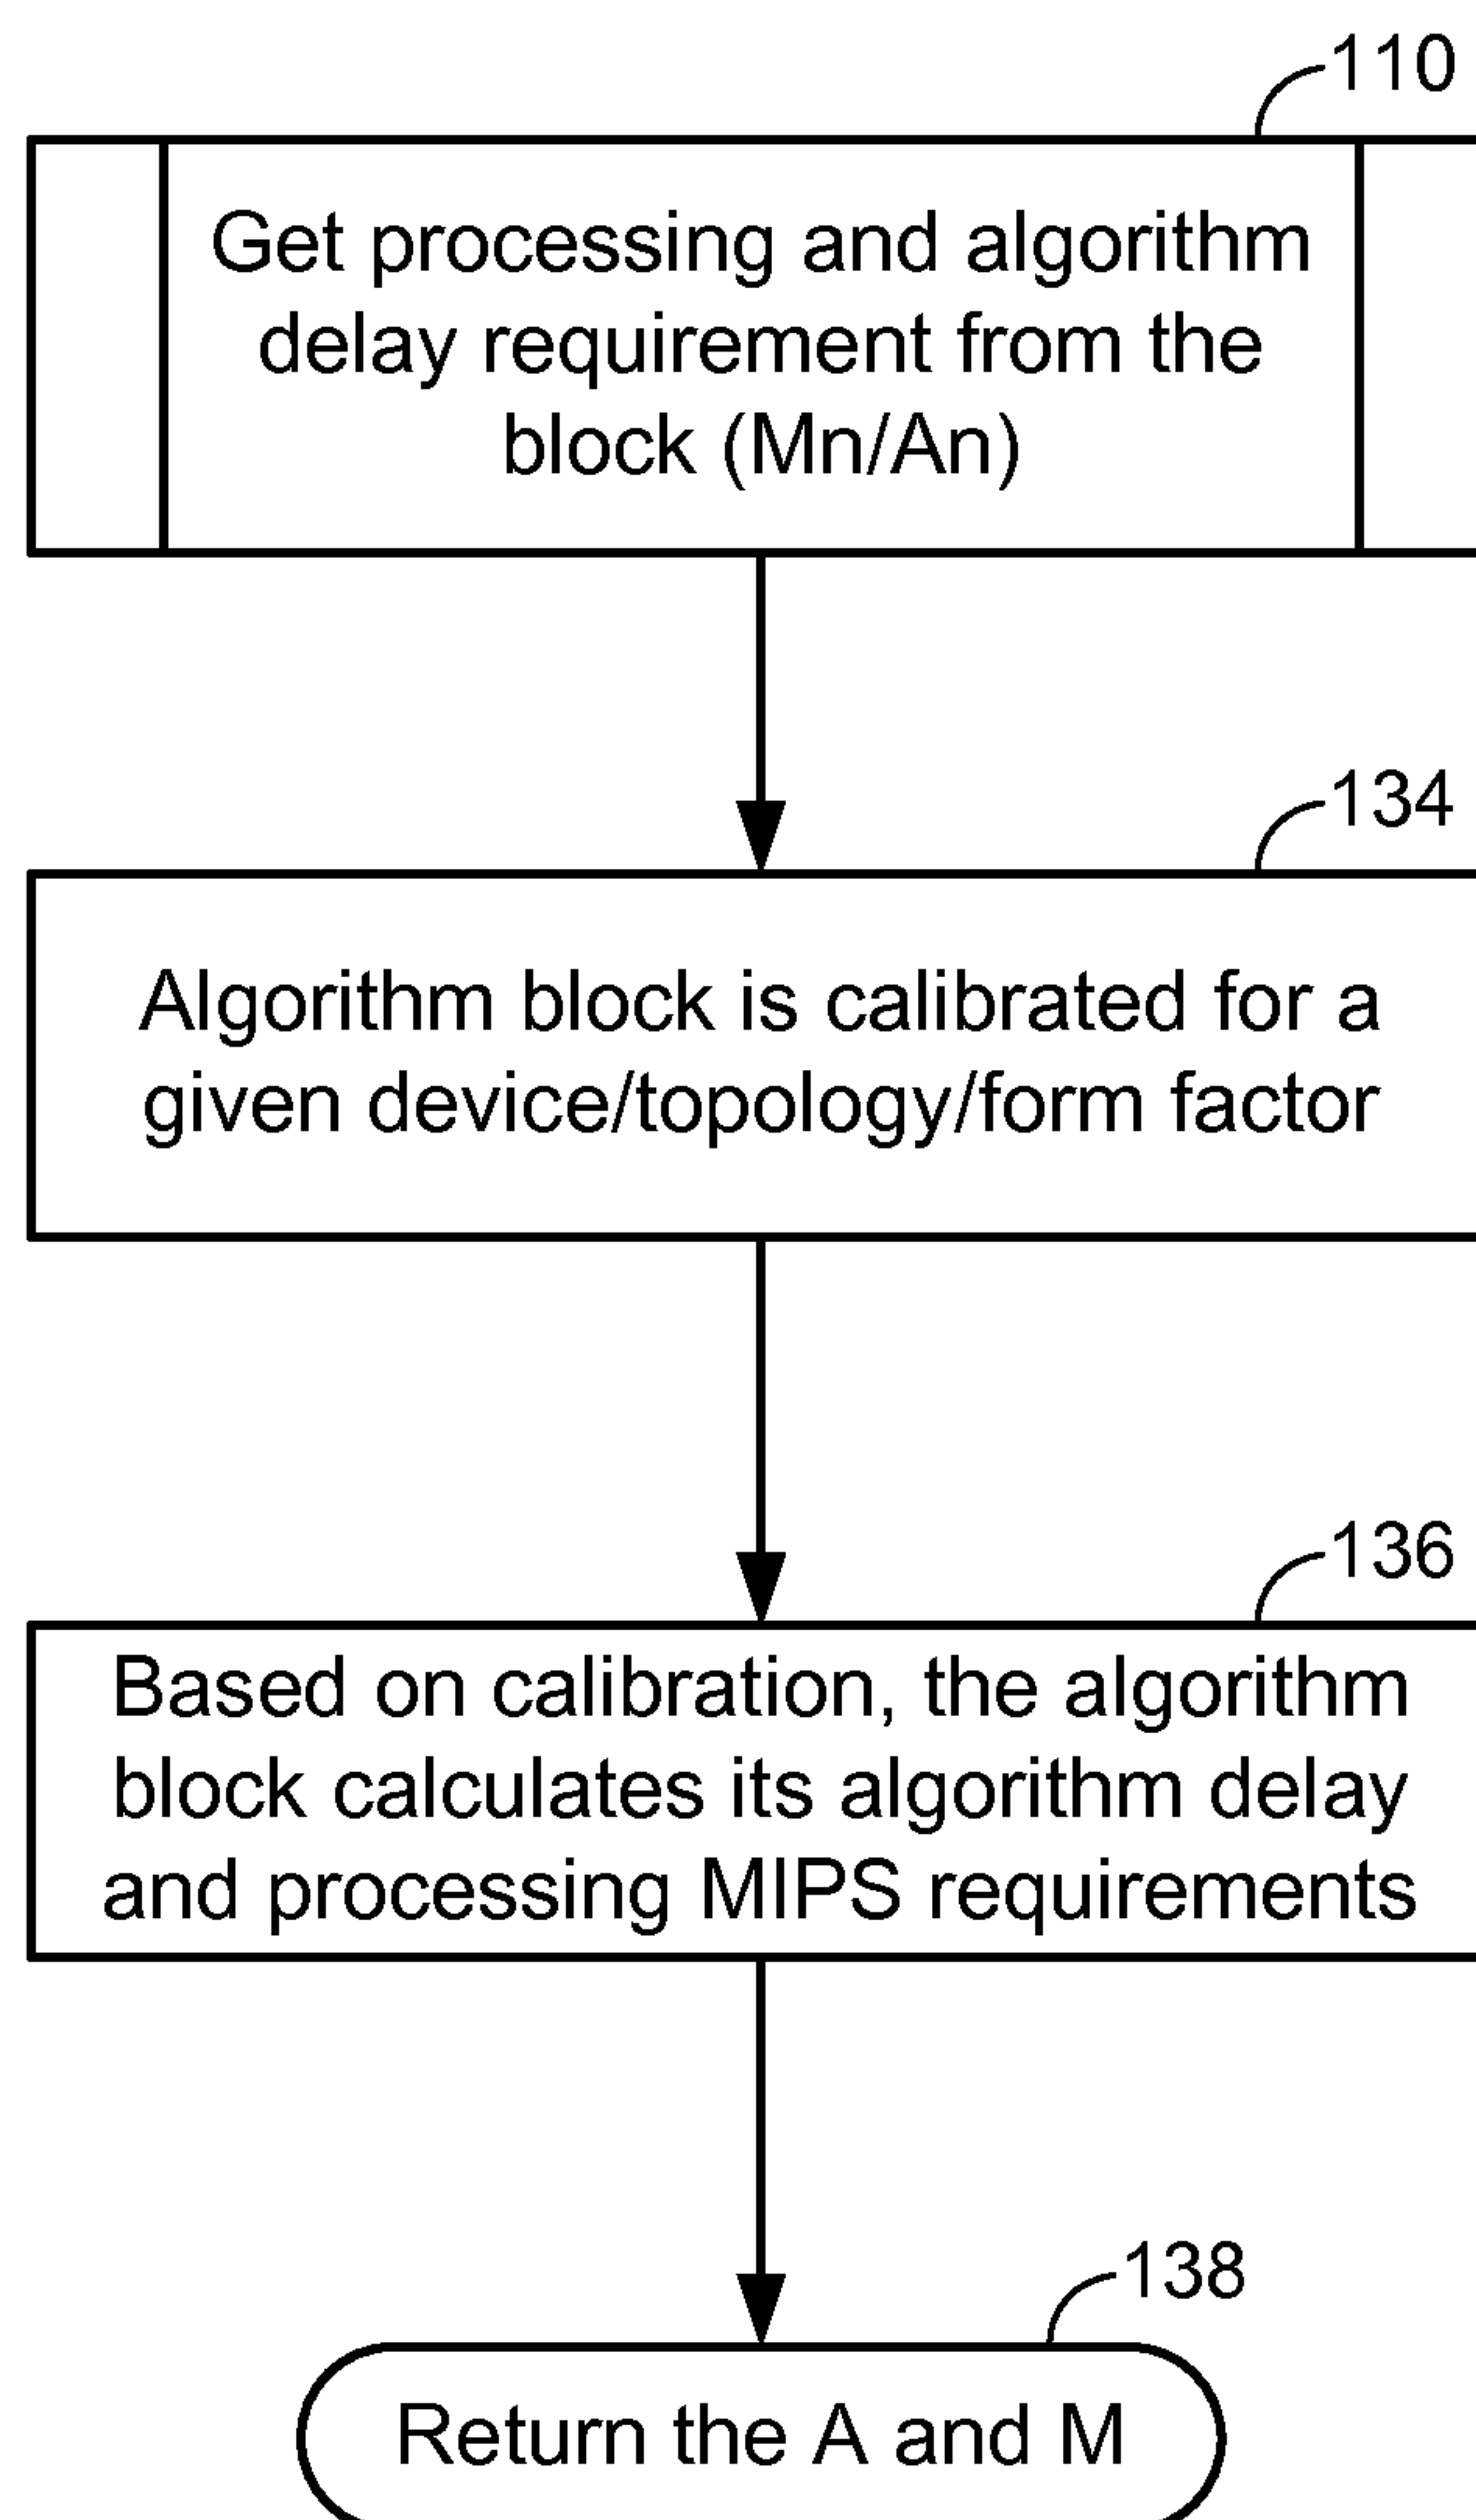 110
Get processing and algorithm
delay requirement from the
block (Mn/An)
134
Algorithm block is calibrated for a
given device/topology/form factor
136
Based on calibration, the algorithm
block calculates its algorithm delay
and processing MIPS requirements
138
Return the A and M